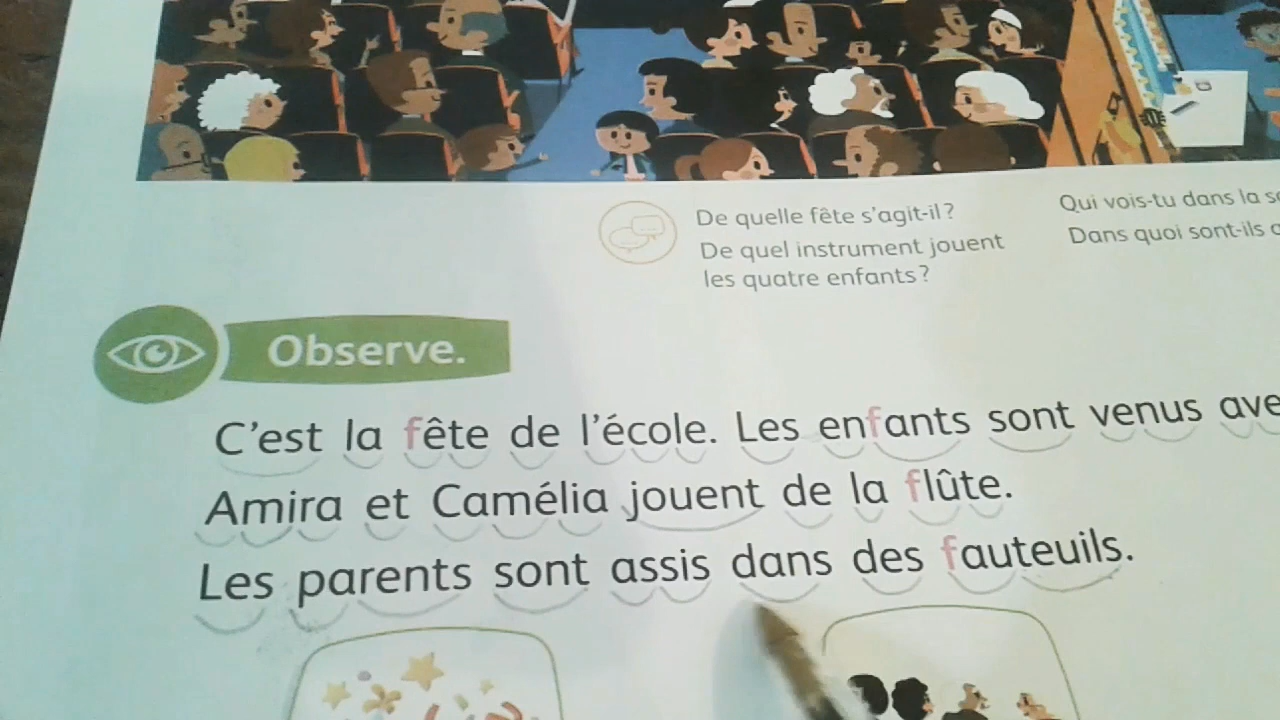 De quelle fête s'agit-il ?
De quel instrument jouent
les quatre enfants ?
Qui vois-tu dans la
Dans quoi sont-ils
Observe.
C'est la fête de l'école. Les enfants sont venus
Amira et Camélia jouent de la flûte.
Les parents sont assis dans des fauteuils.